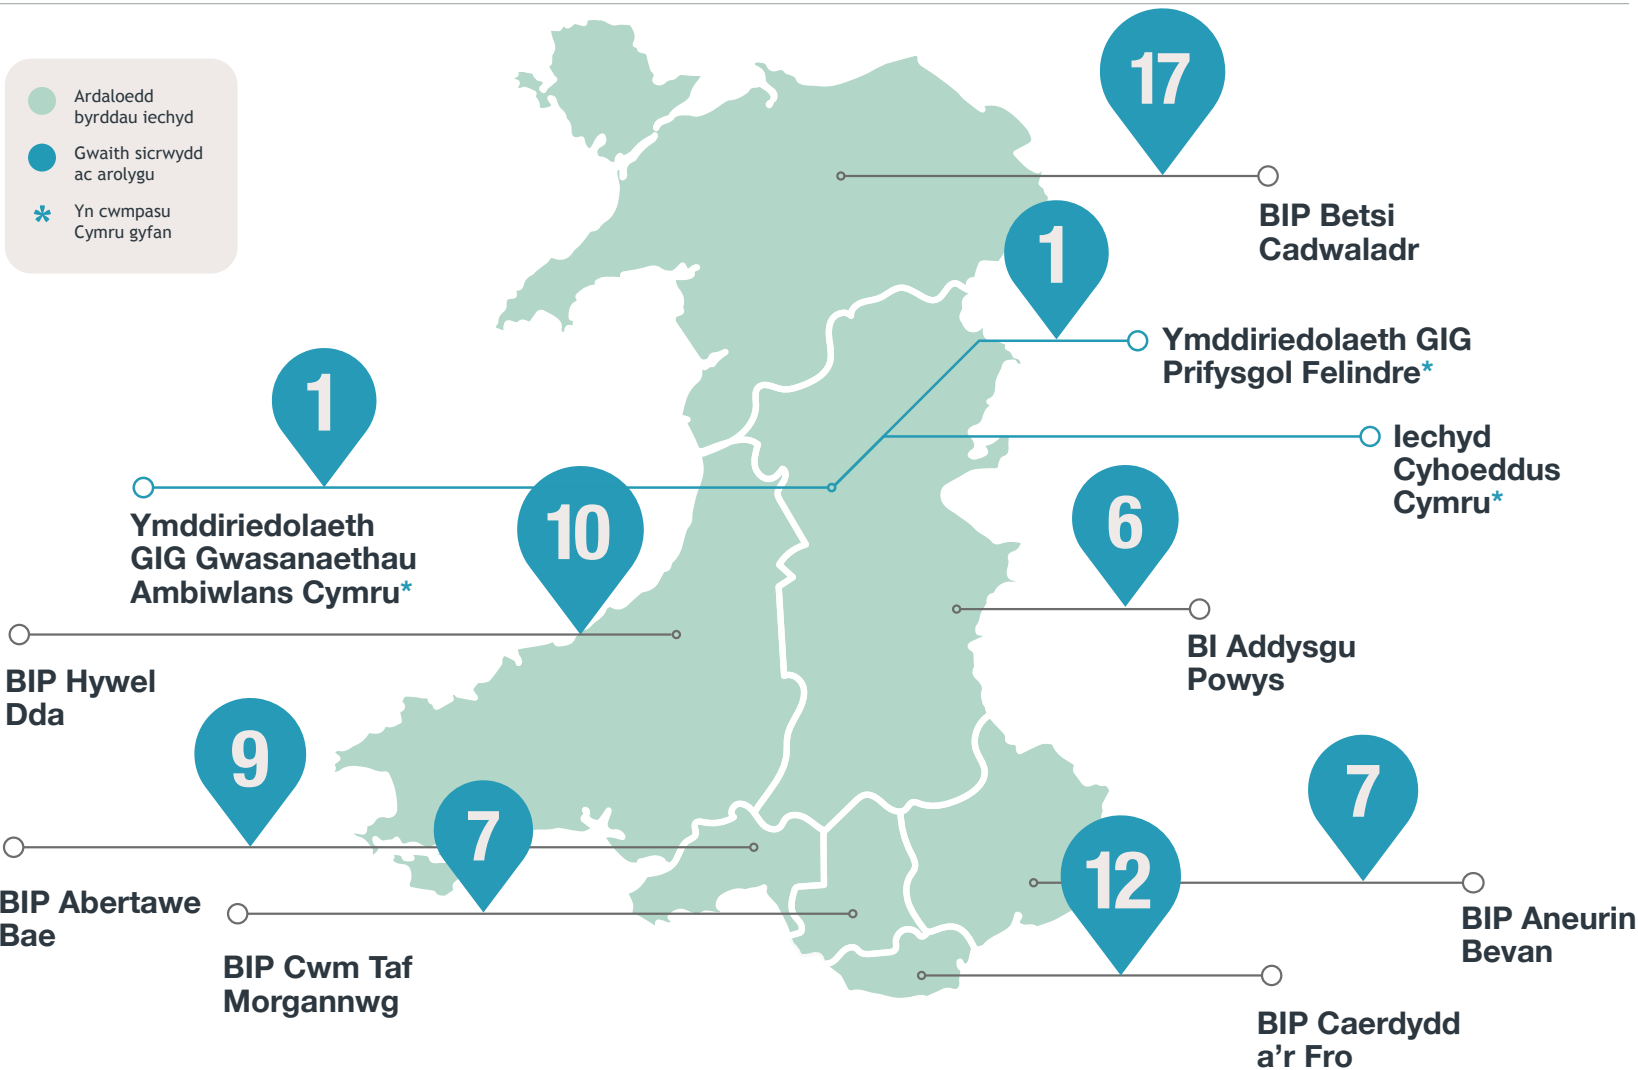 Ardaloedd
byrddau iechyd
Gwaith sicrwydd
ac arolygu
*
Yn cwmpasu
Cymru gyfan
17
BIP Betsi
Cadwaladr
1
Ymddiriedolaeth GIG
Prifysgol Felindre*
1
Ymddiriedolaeth
GIG Gwasanaethau
Ambiwlans Cymru*
Iechyd
Cyhoeddus
Cymru*
10
BIP Hywel
Dda
6
BI Addysgu
Powys
9
BIP Abertawe
Bae
7
BIP Cwm Taf
Morgannwg
7
BIP Aneurin
Bevan
12
BIP Caerdydd
a’r Fro